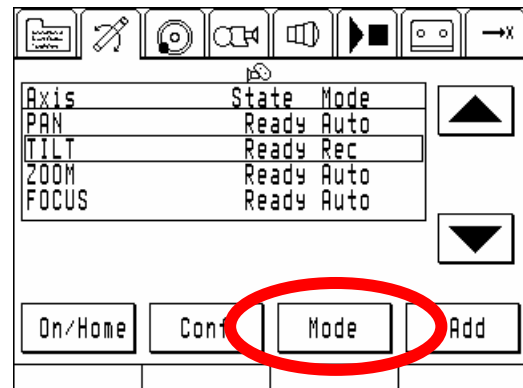 →X
Axis State Mode
PAN Ready Auto
TILT Ready Rec
ZOOM Ready Auto
FOCUS Ready Auto
On/Home Conf Mode Add